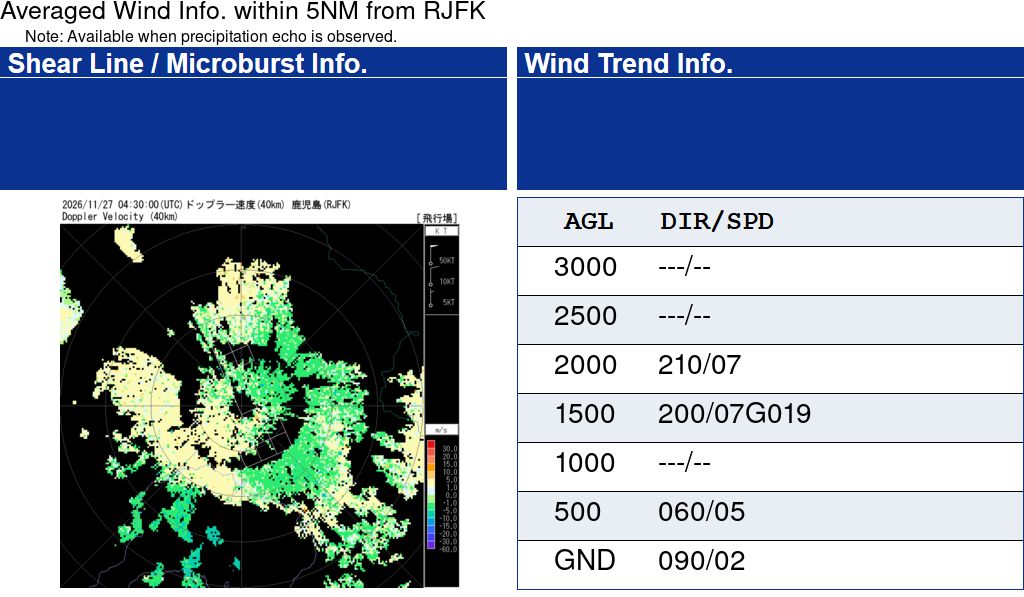 Averaged Wind Info. within 5NM from RJFK
Note: Available when precipitation echo is observed.
Shear Line / Microburst Info.
Wind Trend Info.
2026/11/27 04:30:00(UTC) ドップラー速度(40km) 鹿児島(RJFK)
Doppler Velocity (40km)
[飛行場]
KT
50KT
10KT
5KT
m/s
30.0
20.0
15.0
10.0
5.0
1.0
0.0
-1.0
-5.0
-10.0
-15.0
-20.0
-30.0
-60.0
AGL DIR/SPD
3000 ---/--
2500 ---/--
2000 210/07
1500 200/07G019
1000 ---/--
500 060/05
GND 090/02